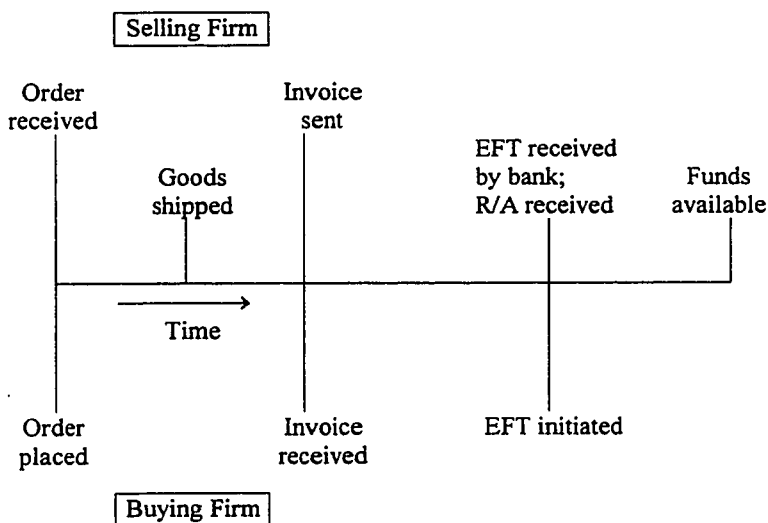 Selling Firm
Order
received
Invoice
sent
Goods
shipped
EFT received
by bank;
R/A received
Funds
available
Time
Order
placed
Invoice
received
EFT initiated
Buying Firm